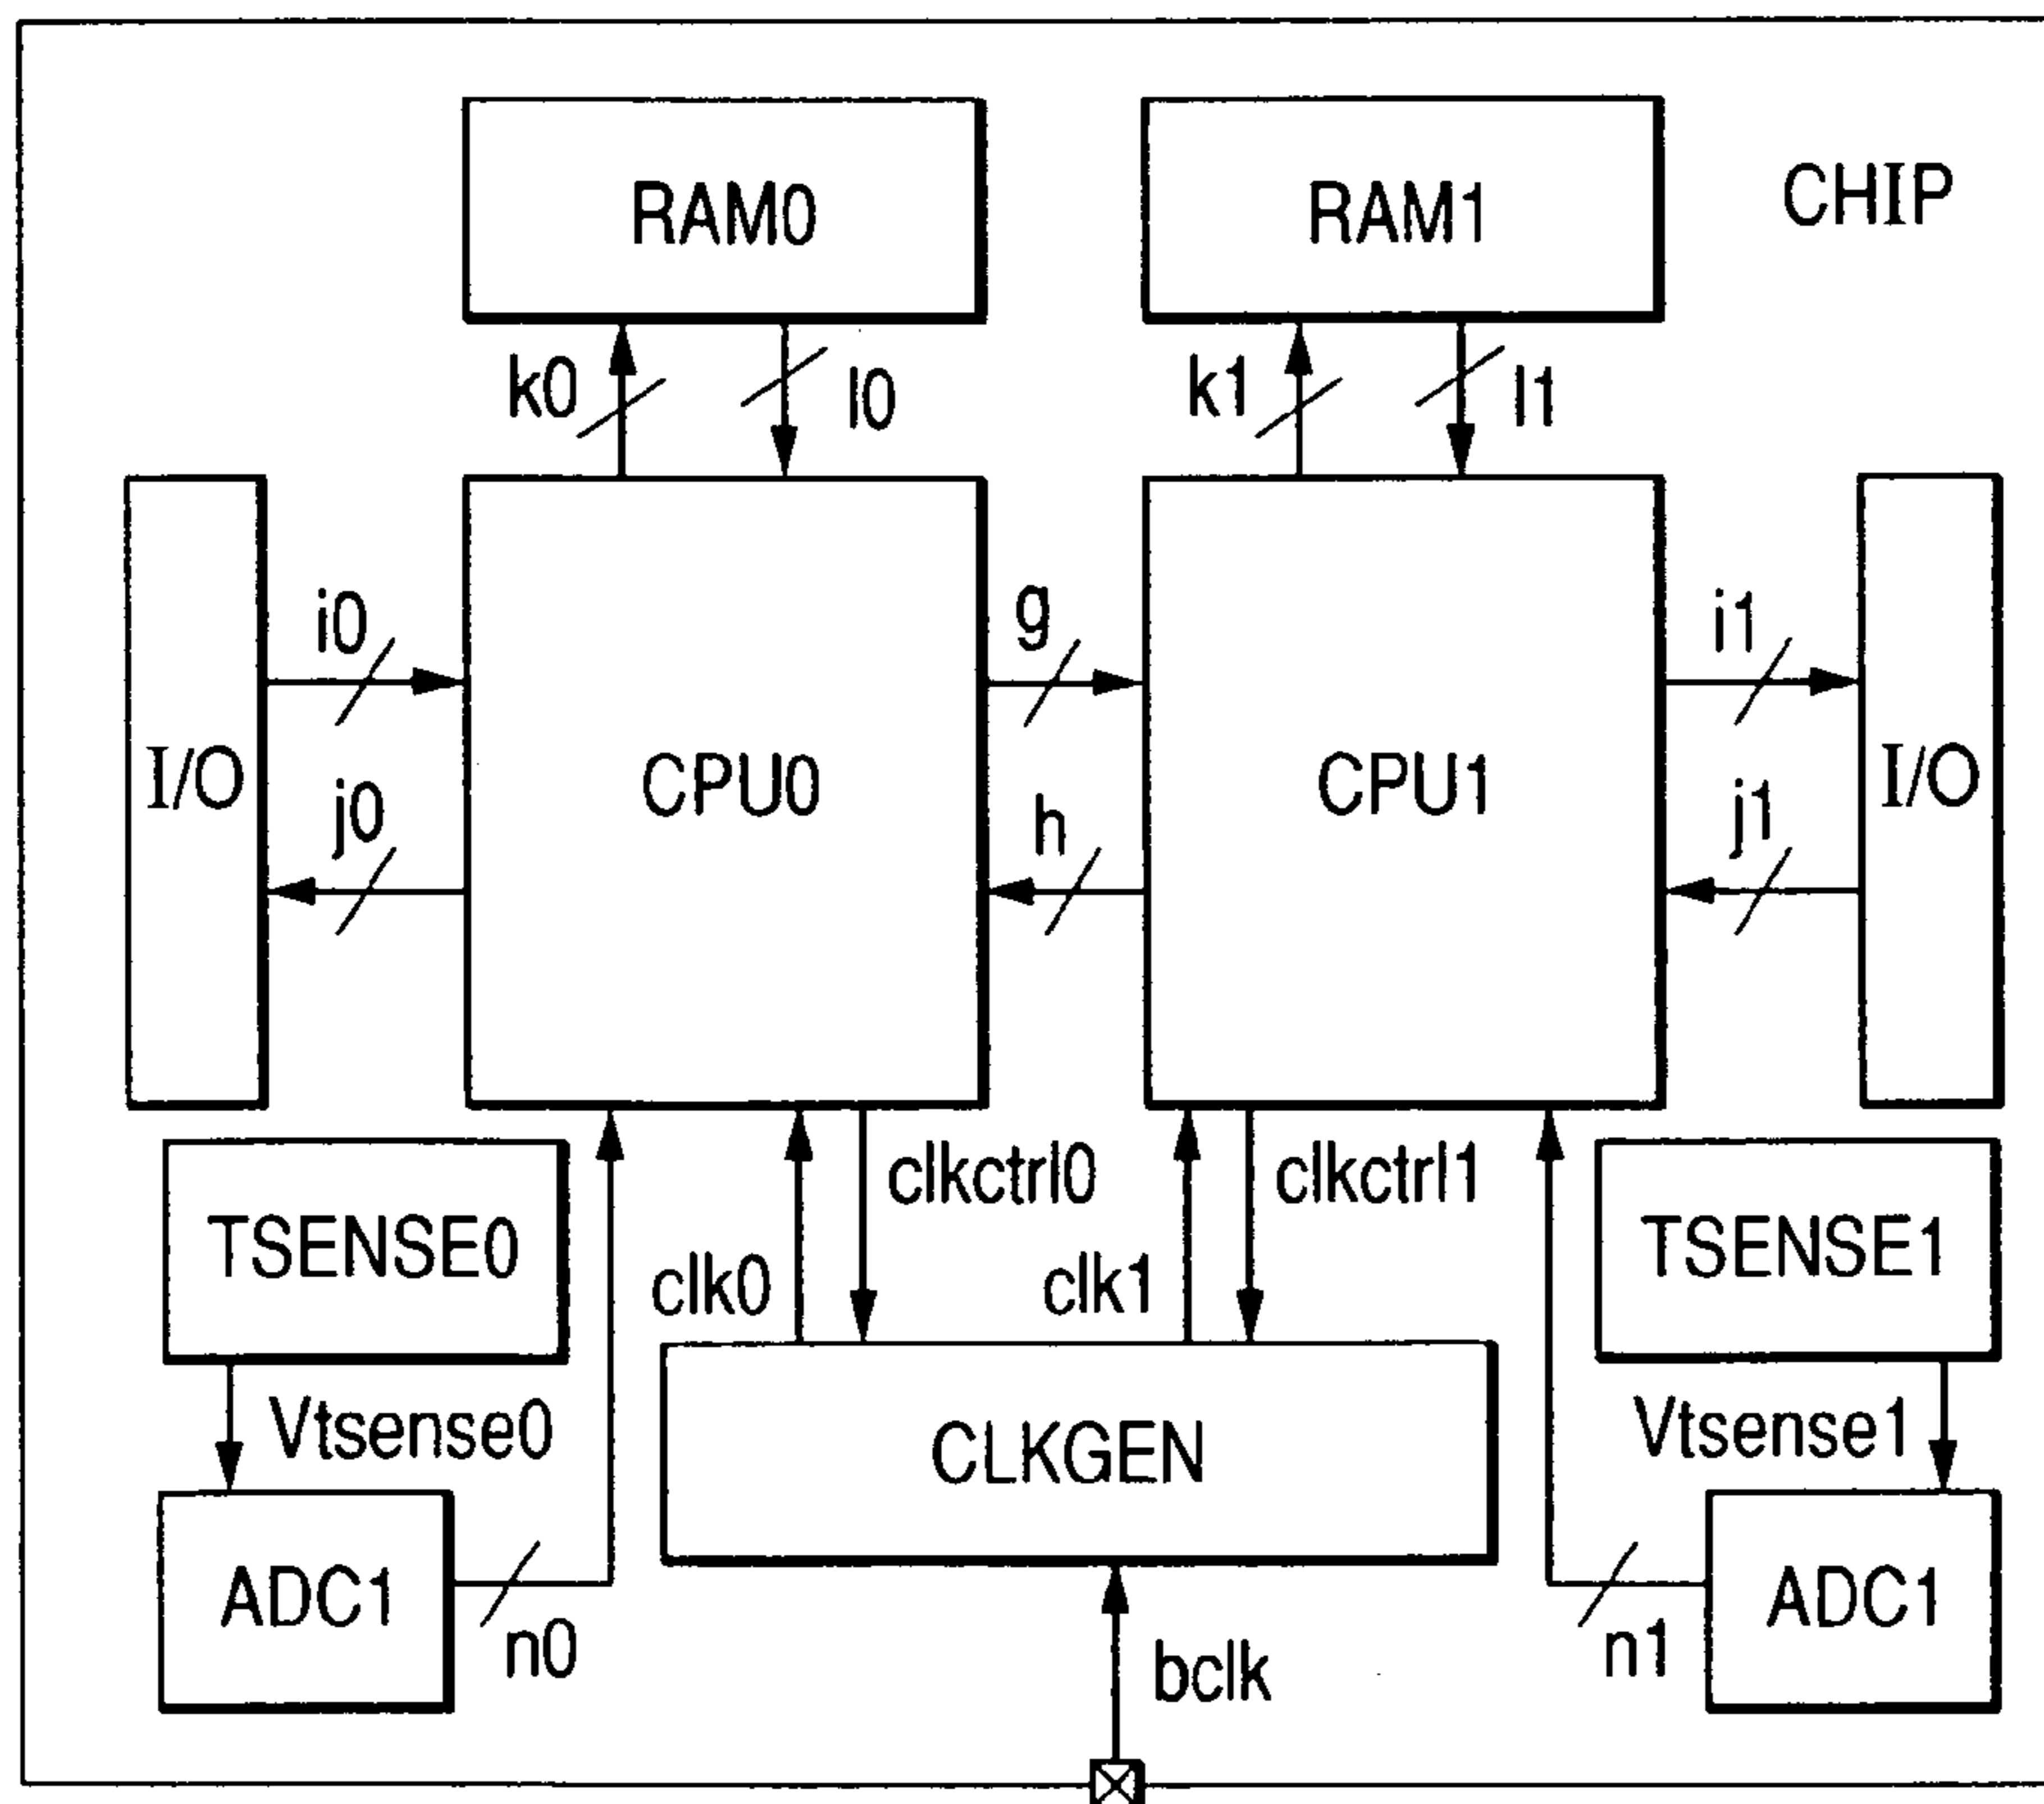 RAM0
RAM1
CHIP
k0
l0
k1
l1
i0
g
i1
I/O
CPU0
CPU1
I/O
j0
h
j1
clkctrl0
clkctrl1
TSENSE0
TSENSE1
clk0
clk1
Vtsense0
CLKGEN
Vtsense1
ADC1
ADC1
n0
bclk
n1